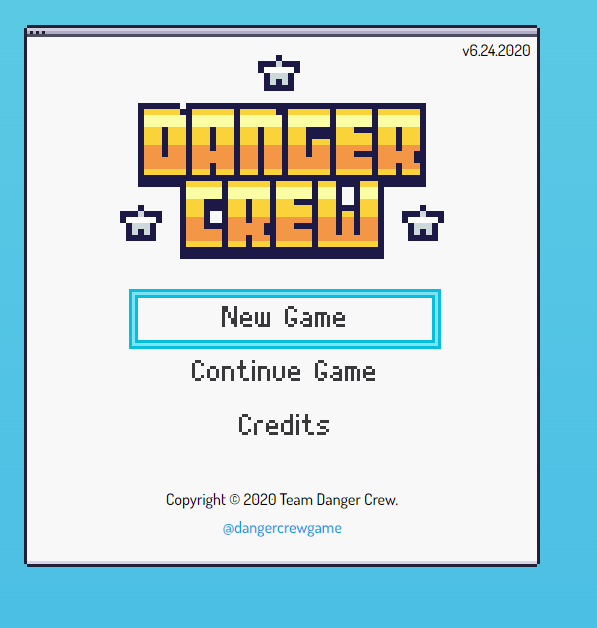 v6.24.2020
DANGER
CREW
New Game
Continue Game
Credits
Copyright © 2020 Team Danger Crew.
@dangercrewgame